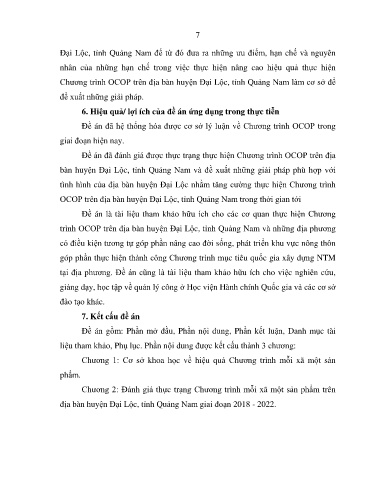 7
Đại Lộc, tỉnh Quảng Nam để từ đó đưa ra những ưu điểm, hạn chế và nguyên
nhân của những hạn chế trong việc thực hiện nâng cao hiệu quả thực hiện
Chương trình OCOP trên địa bàn huyện Đại Lộc, tỉnh Quảng Nam làm cơ sở để
đề xuất những giải pháp.
6. Hiệu quả/ lợi ích của đề án ứng dụng trong thực tiễn
Đề án đã hệ thống hóa được cơ sở lý luận về Chương trình OCOP trong
giai đoạn hiện nay.
Đề án đã đánh giá được thực trạng thực hiện Chương trình OCOP trên địa
bàn huyện Đại Lộc, tỉnh Quảng Nam và đề xuất những giải pháp phù hợp với
tình hình của địa bàn huyện Đại Lộc nhằm tăng cường thực hiện Chương trình
OCOP trên địa bàn huyện Đại Lộc, tỉnh Quảng Nam trong thời gian tới
Đề án là tài liệu tham khảo hữu ích cho các cơ quan thực hiện Chương
trình OCOP trên địa bàn huyện Đại Lộc, tỉnh Quảng Nam và những địa phương
có điều kiện tương tự góp phần nâng cao đời sống, phát triển khu vực nông thôn
góp phần thực hiện thành công Chương trình mục tiêu quốc gia xây dựng NTM
tại địa phương. Đề án cũng là tài liệu tham khảo hữu ích cho việc nghiên cứu,
giảng dạy, học tập về quản lý công ở Học viện Hành chính Quốc gia và các cơ sở
đào tạo khác.
7. Kết cấu đề án
Đề án gồm: Phần mở đầu, Phần nội dung, Phần kết luận, Danh mục tài
liệu tham khảo, Phụ lục. Phần nội dung được kết cấu thành 3 chương:
Chương 1: Cơ sở khoa học về hiệu quả Chương trình mỗi xã một sản
phẩm.
Chương 2: Đánh giá thực trạng Chương trình mỗi xã một sản phẩm trên
địa bàn huyện Đại Lộc, tỉnh Quảng Nam giai đoạn 2018 - 2022.